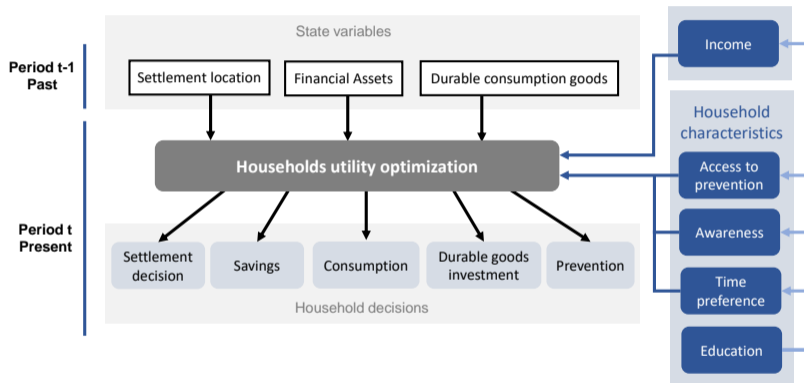 State variables
Period t-1
Past
Settlement location
Financial Assets
Durable consumption goods
Income
Household
characteristics
Households utility optimization
Access to
prevention
Period t
Present
Awareness
Settlement
decision
Savings
Consumption
Durable goods
investment
Prevention
Time
preference
Household decisions
Education